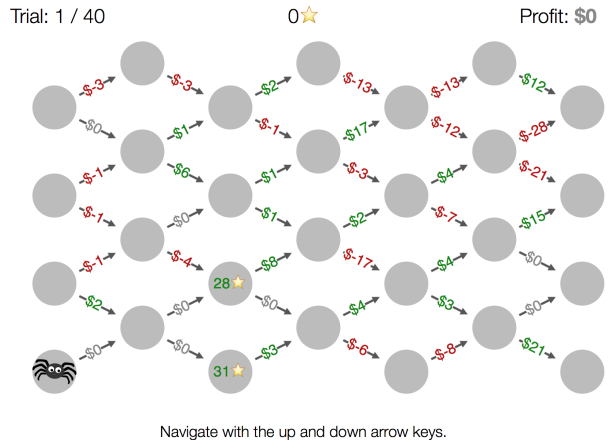 Trial: 1 / 40 0 Profit: $0
$-3 $-3 $2 $-13 $-13 $12
$0 $1 $-1 $17 $-12 $-28
$-1 $6 $1 $-3 $4 $-21
$-1 $0 $1 $2 $-7 $15
$-1 $-4 $8 $-17 $4 $0
28
$2 $0 $0 $4 $3 $0
$0 $0 $3 $-6 $-8 $21
31
Navigate with the up and down arrow keys.